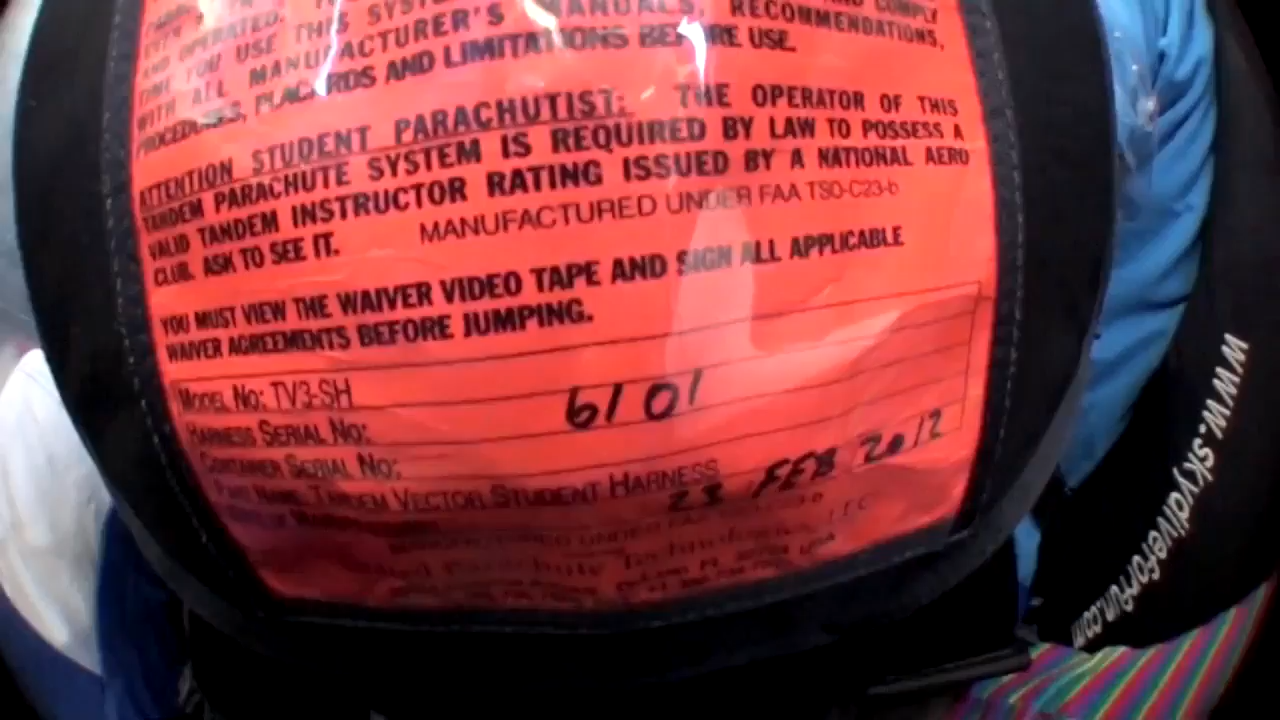 AND COMPLY
AND OPERATED.
TIME YOU USE THIS SYSTEM
WITH ALL MANUFACTURER'S MANUALS, RECOMMENDATIONS,
PROCEDURES, PLACARDS AND LIMITATIONS BEFORE USE.
ATTENTION STUDENT PARACHUTIST: THE OPERATOR OF THIS
TANDEM PARACHUTE SYSTEM IS REQUIRED BY LAW TO POSSESS A
VALID TANDEM INSTRUCTOR RATING ISSUED BY A NATIONAL AERO
CLUB. ASK TO SEE IT. MANUFACTURED UNDER FAA TSO-C23-b
YOU MUST VIEW THE WAIVER VIDEO TAPE AND SIGN ALL APPLICABLE
WAIVER AGREEMENTS BEFORE JUMPING.
MODEL NO: TV3-SH
HARNESS SERIAL NO: 6101
CONTAINER SERIAL NO:
PART NAME: TANDEM VECTOR STUDENT HARNESS
23 FEB 2012
www.skydiveforfun.com